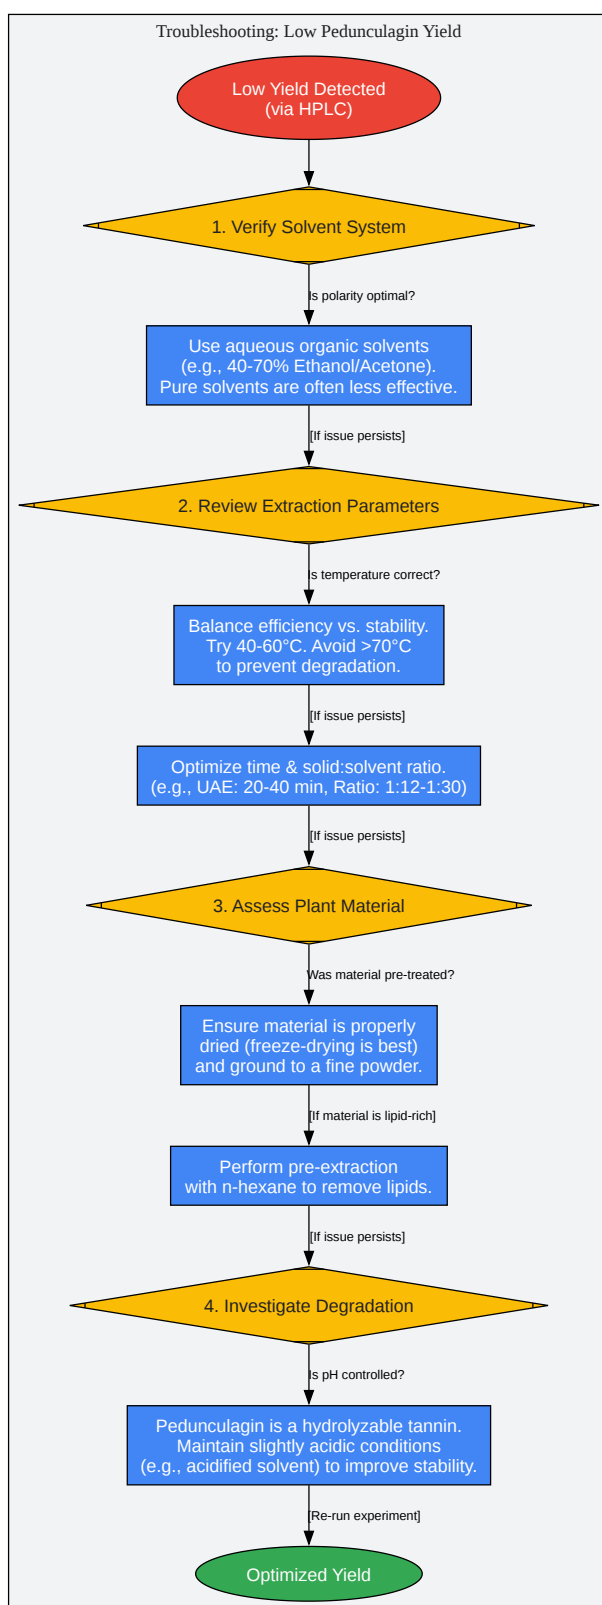 Troubleshooting: Low Pedunculagin Yield
Low Yield Detected
(via HPLC)
1. Verify Solvent System
Is polarity optimal?
Use aqueous organic solvents
(e.g., 40-70% Ethanol/Acetone).
Pure solvents are often less effective.
[If issue persists]
2. Review Extraction Parameters
Is temperature correct?
Balance efficiency vs. stability.
Try 40-60°C. Avoid >70°C
to prevent degradation.
[If issue persists]
Optimize time & solid:solvent ratio.
(e.g., UAE: 20-40 min, Ratio: 1:12-1:30)
[If issue persists]
3. Assess Plant Material
Was material pre-treated?
Ensure material is properly
dried (freeze-drying is best)
and ground to a fine powder.
[If material is lipid-rich]
Perform pre-extraction
with n-hexane to remove lipids.
[If issue persists]
4. Investigate Degradation
Is pH controlled?
Pedunculagin is a hydrolyzable tannin.
Maintain slightly acidic conditions
(e.g., acidified solvent) to improve stability.
[Re-run experiment]
Optimized Yield